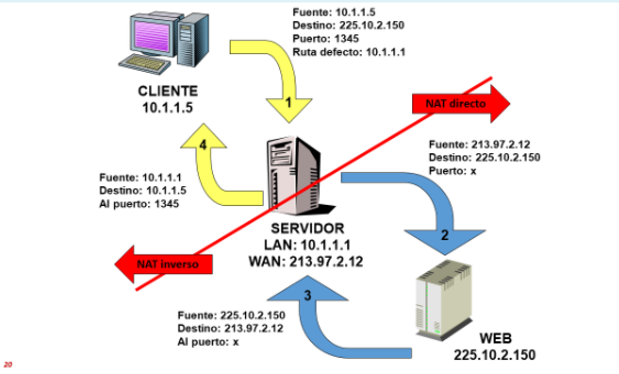 Fuente: 10.1.1.5
Destino: 225.10.2.150
Puerto: 1345
Ruta defecto: 10.1.1.1
CLIENTE
10.1.1.5
1
NAT directo
4
Fuente: 213.97.2.12
Destino: 225.10.2.150
Puerto: x
Fuente: 10.1.1.1
Destino: 10.1.1.5
Al puerto: 1345
SERVIDOR
LAN: 10.1.1.1
WAN: 213.97.2.12
2
NAT inverso
3
Fuente: 225.10.2.150
Destino: 213.97.2.12
Al puerto: x
WEB
225.10.2.150
20